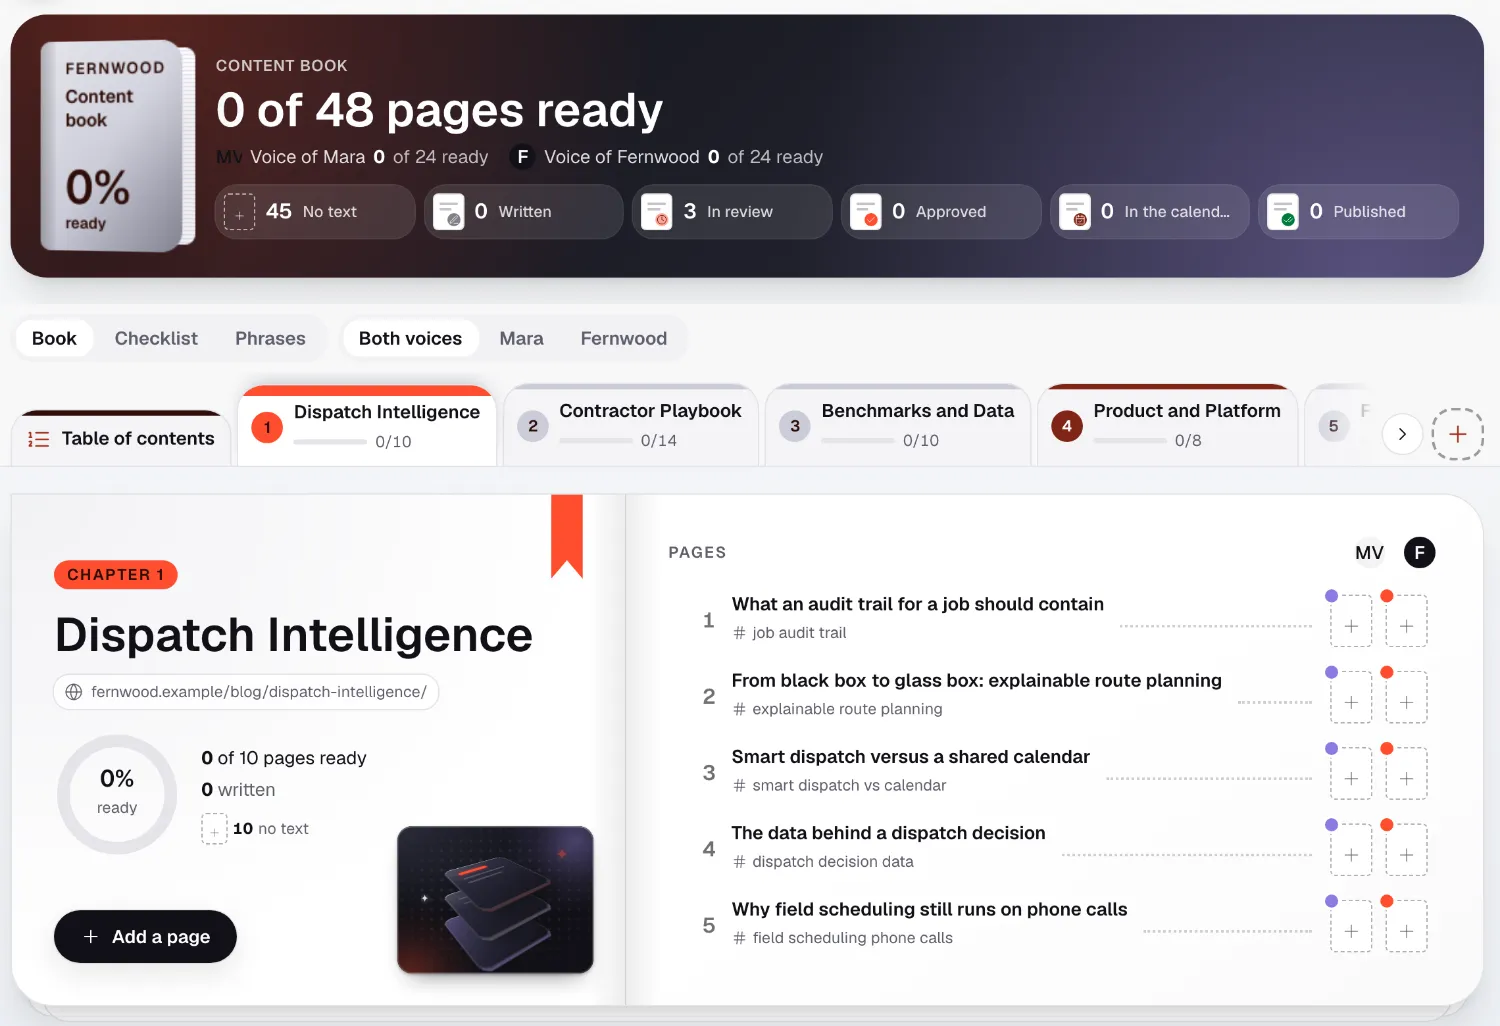 FERNWOOD
Content
book
0%
ready
CONTENT BOOK
0 of 48 pages ready
MV Voice of Mara 0 of 24 ready F Voice of Fernwood 0 of 24 ready
45 No text
0 Written
3 In review
0 Approved
0 In the calend...
0 Published
Book Checklist Phrases Both voices Mara Fernwood
Table of contents
1 Dispatch Intelligence
0/10
2 Contractor Playbook
0/14
3 Benchmarks and Data
0/10
4 Product and Platform
0/8
5 F
CHAPTER 1
Dispatch Intelligence
fernwood.example/blog/dispatch-intelligence/
0%
ready
0 of 10 pages ready
0 written
10 no text
+ Add a page
PAGES
MV F
1 What an audit trail for a job should contain
# job audit trail
2 From black box to glass box: explainable route planning
# explainable route planning
3 Smart dispatch versus a shared calendar
# smart dispatch vs calendar
4 The data behind a dispatch decision
# dispatch decision data
5 Why field scheduling still runs on phone calls
# field scheduling phone calls